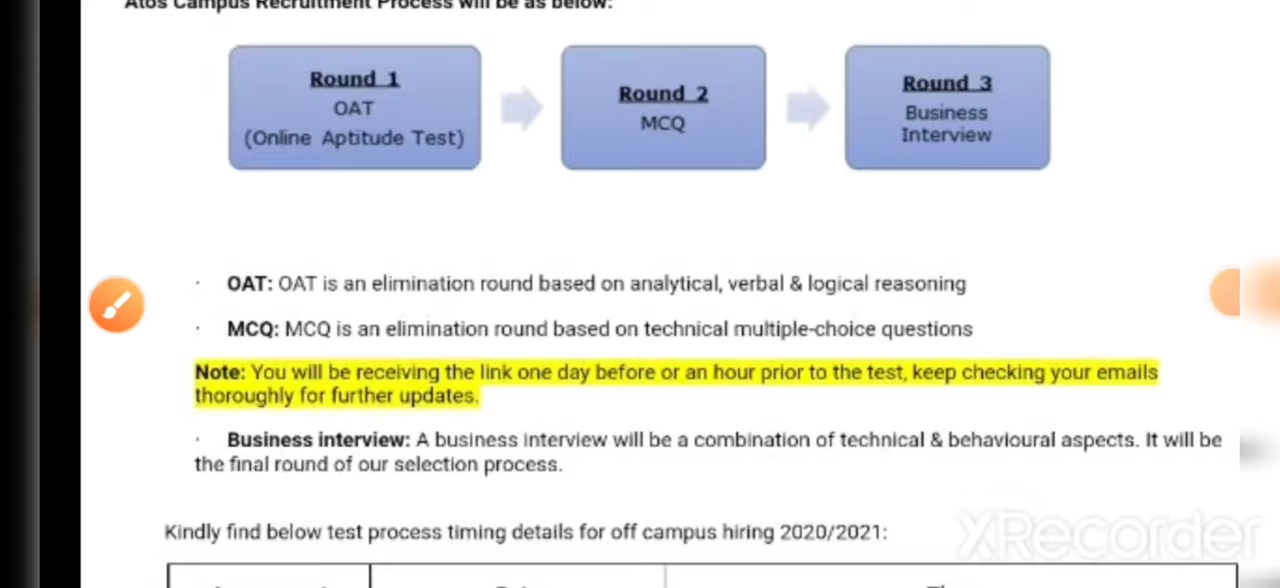 Atos Campus Recruitment Process will be as below:
Round 1
OAT
(Online Aptitude Test)
Round 2
MCQ
Round 3
Business
Interview
· OAT: OAT is an elimination round based on analytical, verbal & logical reasoning
· MCQ: MCQ is an elimination round based on technical multiple-choice questions
Note: You will be receiving the link one day before or an hour prior to the test, keep checking your emails
thoroughly for further updates.
· Business interview: A business interview will be a combination of technical & behavioural aspects. It will be
the final round of our selection process.
Kindly find below test process timing details for off campus hiring 2020/2021:
XRecorder